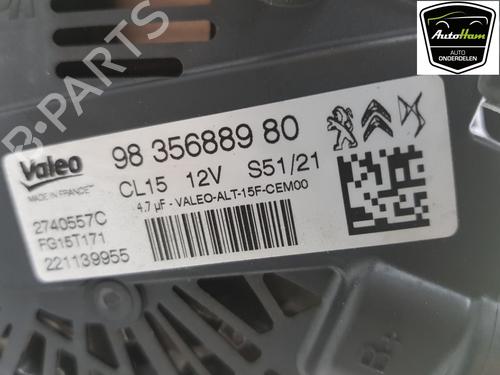 AutoHam
AUTO
ONDERDELEN
B-PARTS
Valeo
MADE IN FRANCE
98 356889 80
CL15 12V S51/21
4.7 µF - VALEO-ALT-15F-CEM00
2740557C
FG15T171
221139955
B+